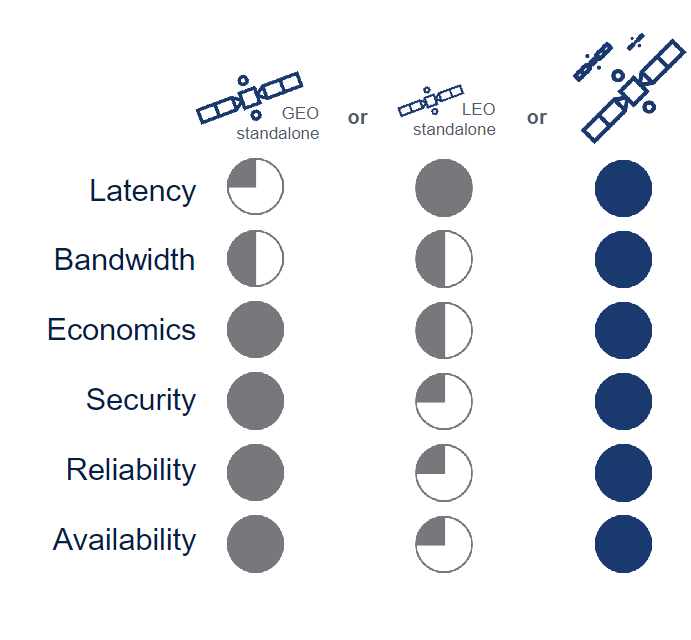 GEO
standalone
or
LEO
standalone
or
Latency
Bandwidth
Economics
Security
Reliability
Availability